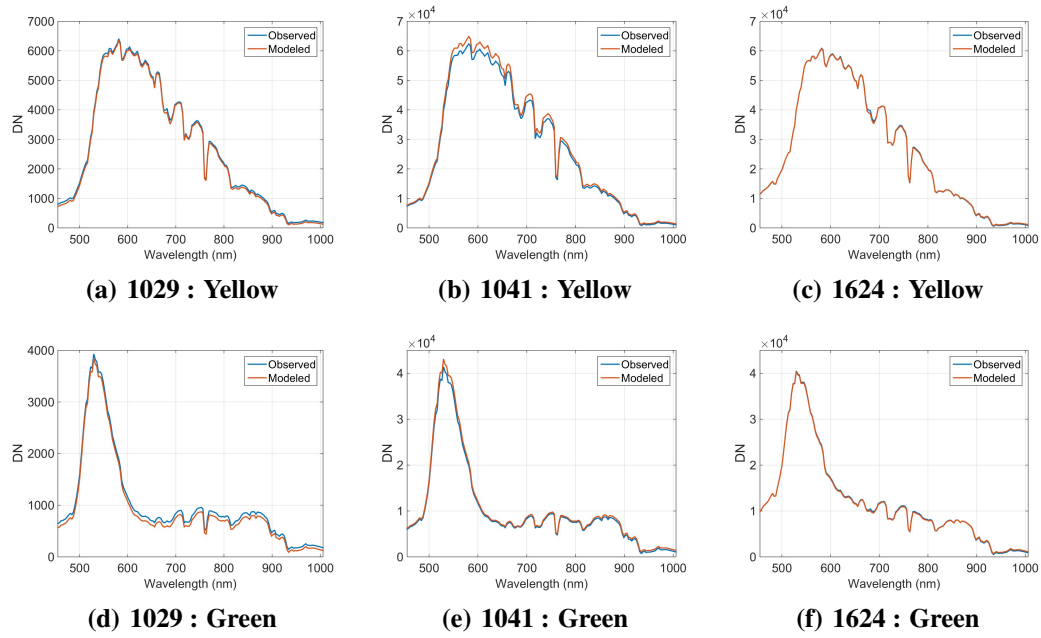 Observed
Modeled
7000
6000
5000
4000
3000
2000
1000
0
DN
500 600 700 800 900 1000
Wavelength (nm)
(a) 1029 : Yellow
×10⁴
Observed
Modeled
7
6
5
4
3
2
1
0
DN
500 600 700 800 900 1000
Wavelength (nm)
(b) 1041 : Yellow
×10⁴
Observed
Modeled
7
6
5
4
3
2
1
0
DN
500 600 700 800 900 1000
Wavelength (nm)
(c) 1624 : Yellow
Observed
Modeled
4000
3000
2000
1000
0
DN
500 600 700 800 900 1000
Wavelength (nm)
(d) 1029 : Green
×10⁴
Observed
Modeled
4
3
2
1
0
DN
500 600 700 800 900 1000
Wavelength (nm)
(e) 1041 : Green
×10⁴
Observed
Modeled
5
4
3
2
1
0
DN
500 600 700 800 900 1000
Wavelength (nm)
(f) 1624 : Green